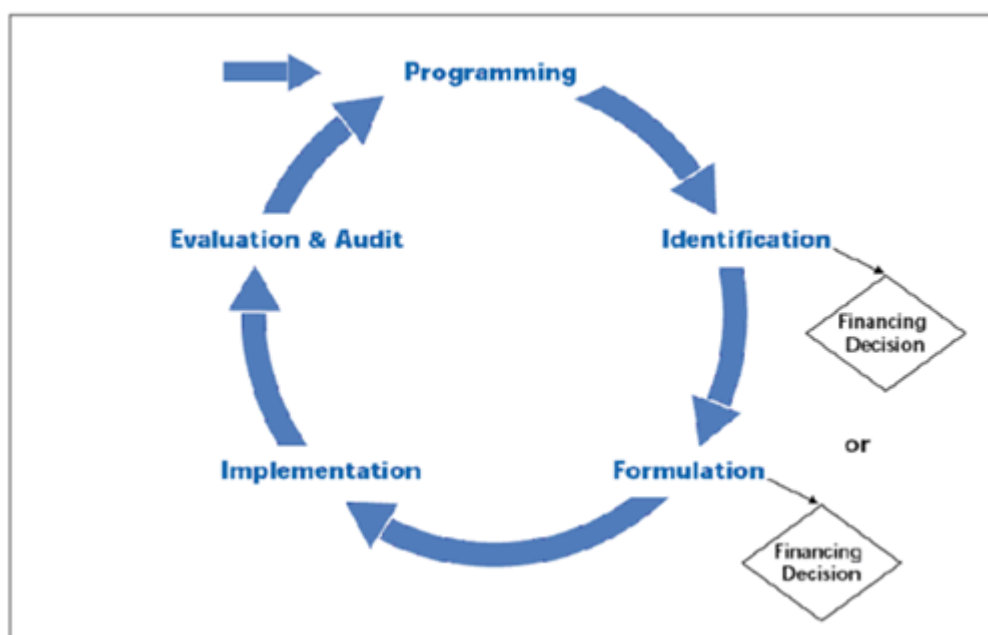 Programming
Evaluation & Audit
Identification
Financing
Decision
or
Implementation
Formulation
Financing
Decision